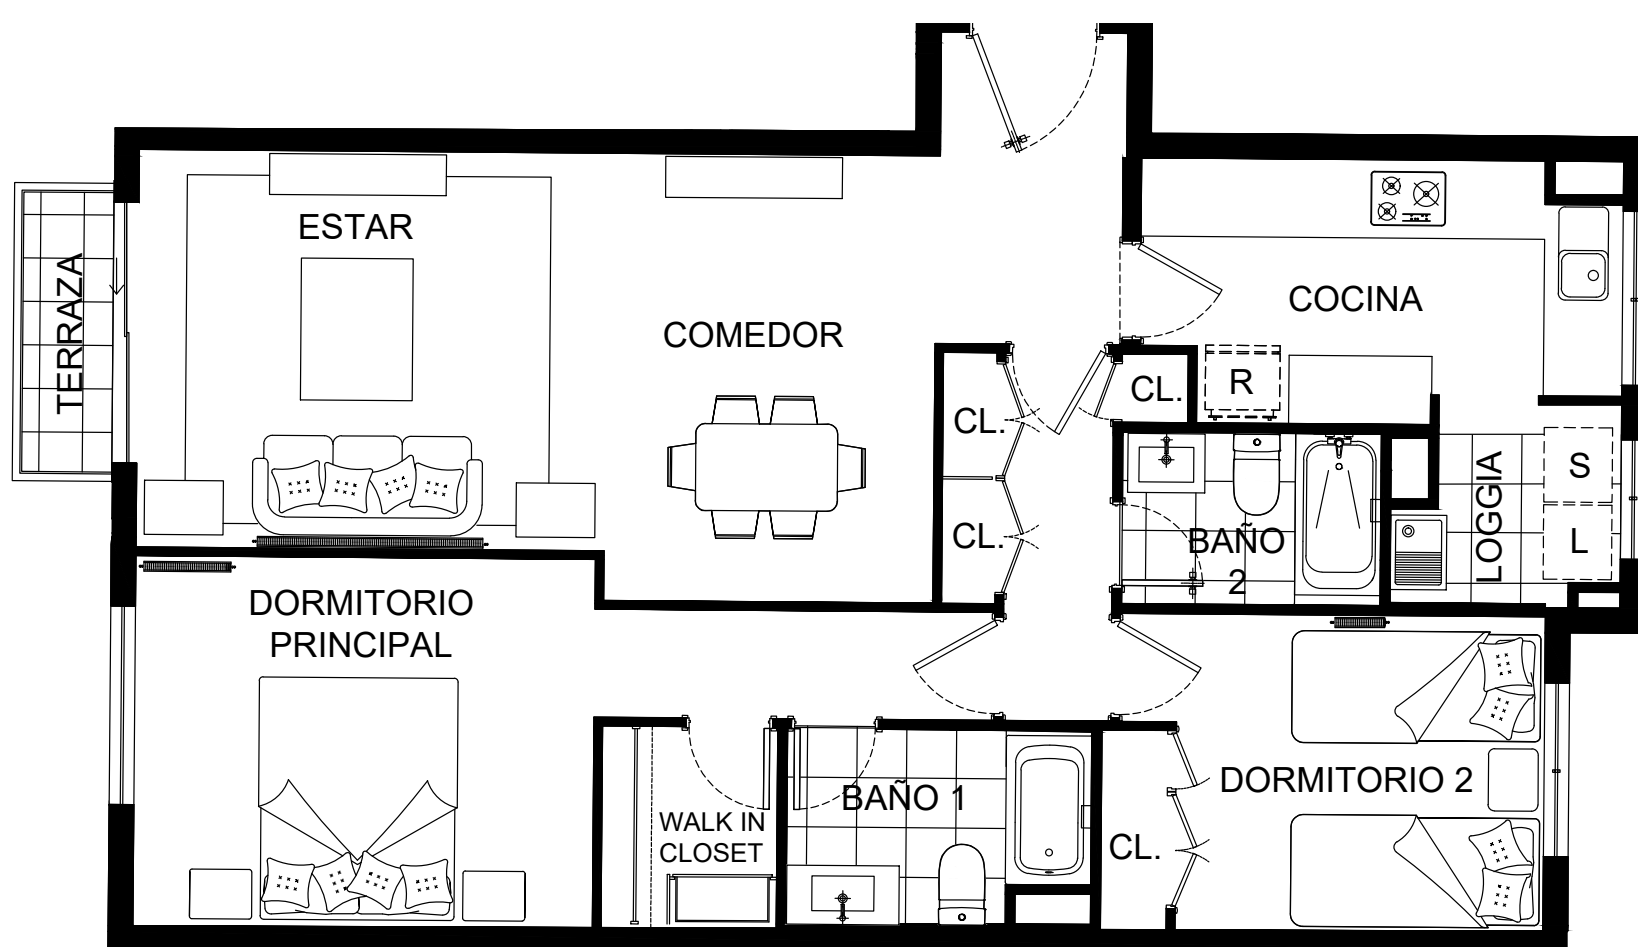 ESTAR
TERRAZA
COMEDOR
COCINA
R
CL.
CL.
CL.
S
L
LOGGIA
BAÑO
2
DORMITORIO
PRINCIPAL
WALK IN
CLOSET
BAÑO 1
CL.
DORMITORIO 2